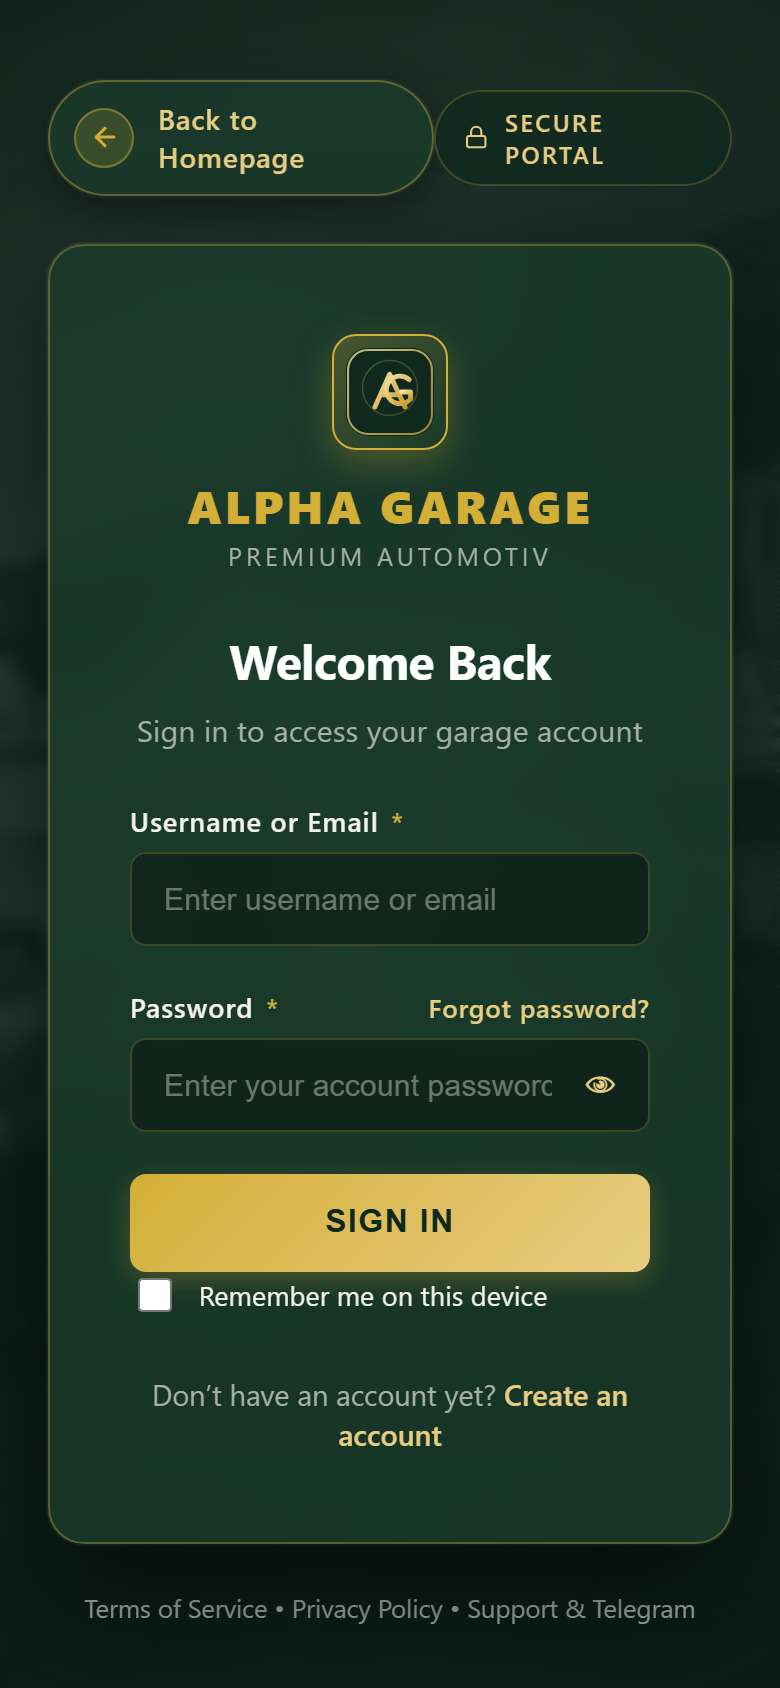 Back to
Homepage
SECURE
PORTAL
AG
ALPHA GARAGE
PREMIUM AUTOMOTIV
Welcome Back
Sign in to access your garage account
Username or Email *
Enter username or email
Password * Forgot password?
Enter your account password
SIGN IN
Remember me on this device
Don’t have an account yet? Create an
account
Terms of Service • Privacy Policy • Support & Telegram